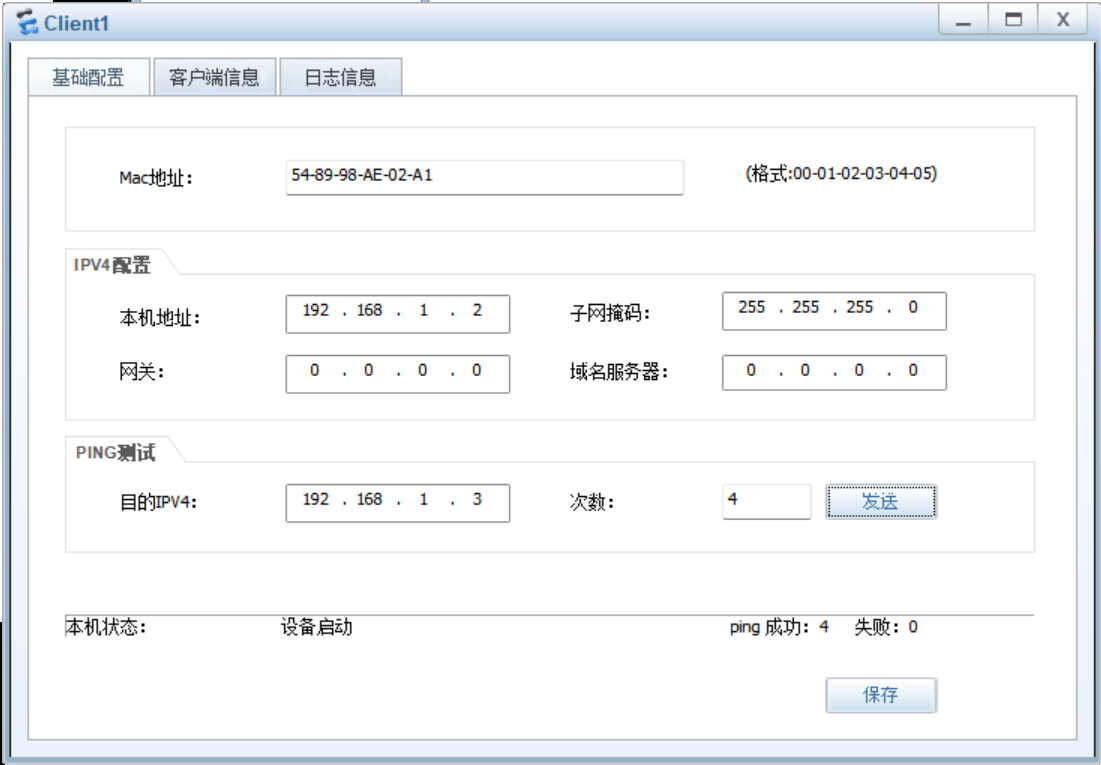 Client1
基础配置 客户端信息 日志信息
Mac地址: 54-89-98-AE-02-A1 (格式:00-01-02-03-04-05)
IPV4配置
本机地址: 192 . 168 . 1 . 2 子网掩码: 255 . 255 . 255 . 0
网关: 0 . 0 . 0 . 0 域名服务器: 0 . 0 . 0 . 0
PING测试
目的IPV4: 192 . 168 . 1 . 3 次数: 4 发送
本机状态: 设备启动 ping 成功: 4 失败: 0
保存